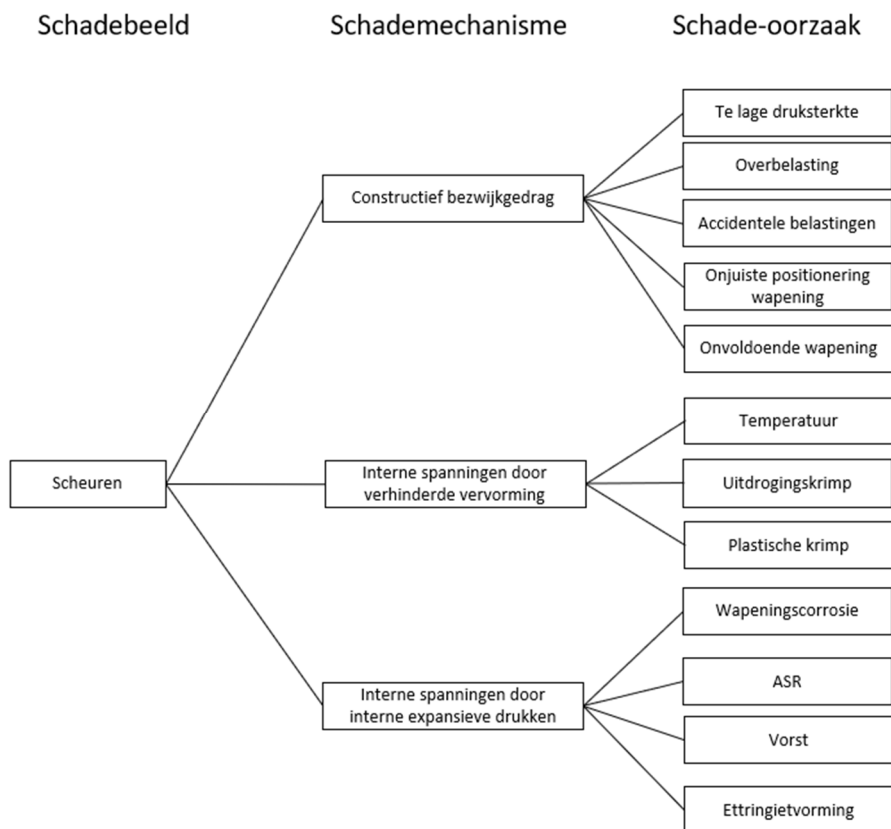 Schadebeeld
Schademechanisme
Schade-oorzaak
Te lage druksterkte
Overbelasting
Constructief bezwijkgedrag
Accidentele belastingen
Onjuiste positionering
wapening
Onvoldoende wapening
Temperatuur
Scheuren
Interne spanningen door
verhinderde vervorming
Uitdrogingskrimp
Plastische krimp
Wapeningscorrosie
Interne spanningen door
interne expansieve drukken
ASR
Vorst
Ettringietvorming